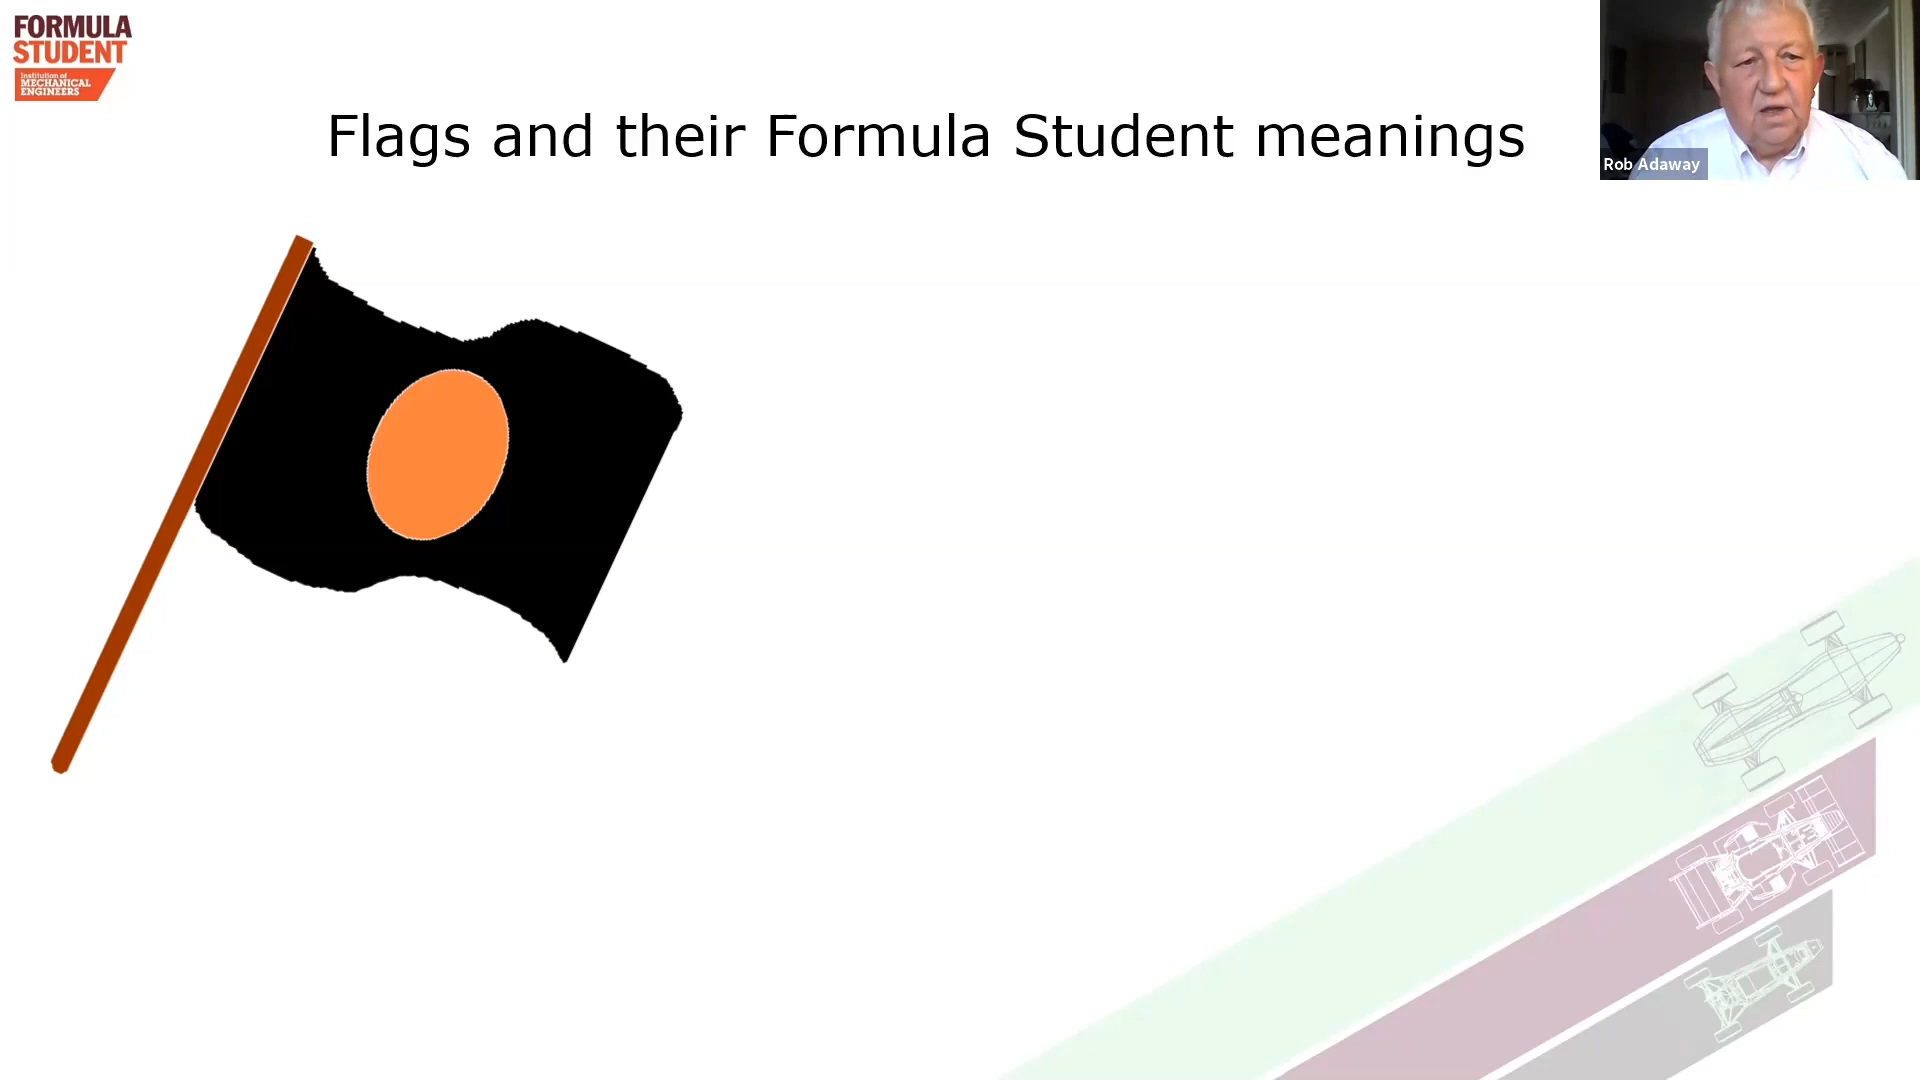 FORMULA
STUDENT
Institution of
MECHANICAL
ENGINEERS
Flags and their Formula Student meanings
Rob Adaway